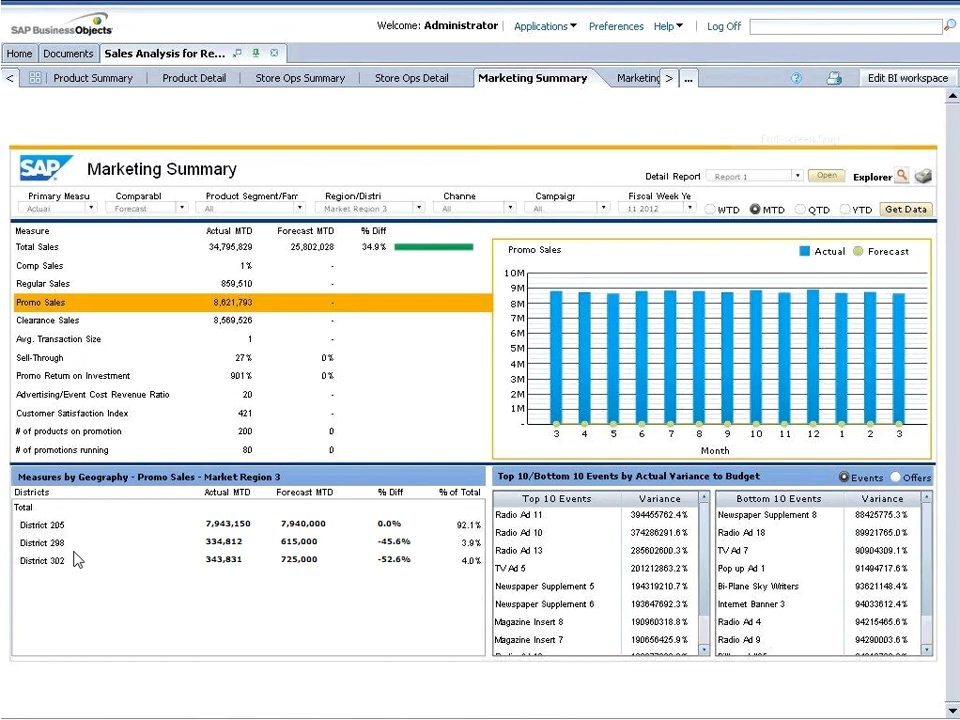 SAP BusinessObjects
Welcome: Administrator | Applications | Preferences | Help | Log Off
Home | Documents | Sales Analysis for Re...
< Product Summary | Product Detail | Store Ops Summary | Store Ops Detail | Marketing Summary | Marketing > ... Edit BI workspace
SAP Marketing Summary
Detail Report Report 1 Open Explorer
Primary Measu Comparabl Product Segment/Fam Region/Distri Channe Campaigr Fiscal Week Ye
Actual Forecast All Market Region 3 All All 11 2012 WTD MTD QTD YTD Get Data
Measure Actual MTD Forecast MTD % Diff
Total Sales 34,795,829 25,802,028 34.9%
Comp Sales 1% -
Regular Sales 859,510 -
Promo Sales 8,621,793 -
Clearance Sales 8,569,526 -
Avg. Transaction Size 1 -
Sell-Through 27% 0%
Promo Return on Investment 901% 0%
Advertising/Event Cost Revenue Ratio 20 -
Customer Satisfaction Index 421 -
# of products on promotion 200 0
# of promotions running 80 0
Promo Sales Actual Forecast
10M
9M
8M
7M
6M
5M
4M
3M
2M
1M
-
3 4 5 6 7 8 9 10 11 12 1 2 3
Month
Measures by Geography - Promo Sales - Market Region 3
Districts Actual MTD Forecast MTD % Diff % of Total
Total
District 205 7,943,150 7,940,000 0.0% 92.1%
District 298 334,812 615,000 -45.6% 3.9%
District 302 343,831 725,000 -52.6% 4.0%
Top 10/Bottom 10 Events by Actual Variance to Budget Events Offers
Top 10 Events Variance
Radio Ad 11 394455762.4%
Radio Ad 10 374286291.6%
Radio Ad 13 285602600.3%
TV Ad 5 201212863.2%
Newspaper Supplement 5 194319210.7%
Newspaper Supplement 6 193647692.3%
Magazine Insert 8 190960318.8%
Magazine Insert 7 190656425.9%
Bottom 10 Events Variance
Newspaper Supplement 8 88425775.3%
Radio Ad 18 89921765.0%
TV Ad 7 90904309.1%
Pop up Ad 1 91494717.6%
Bi-Plane Sky Writers 93621148.4%
Internet Banner 3 94033612.4%
Radio Ad 4 94215465.6%
Radio Ad 9 94290003.6%